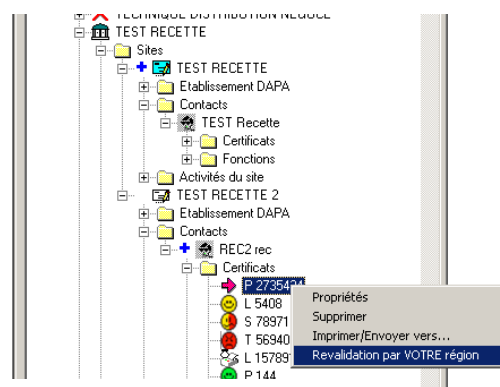 TECHNIQUE DISTRIBUTION NEGOCE
TEST RECETTE
Sites
TEST RECETTE
Etablissement DAPA
Contacts
TEST Recette
Certificats
Fonctions
Activités du site
TEST RECETTE 2
Etablissement DAPA
Contacts
REC2 rec
Certificats
P 2735424
L 5408
S 78971
T 56940
L 15789
P 144
Propriétés
Supprimer
Imprimer/Envoyer vers...
Revalidation par VOTRE région